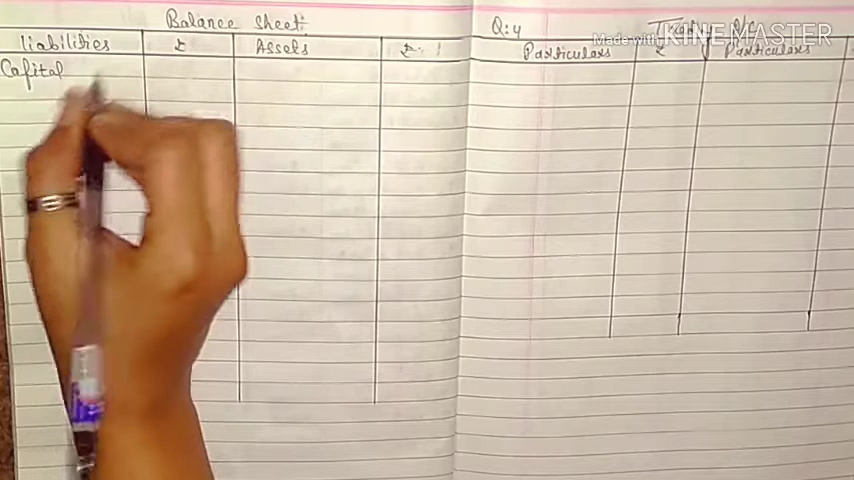 Balance Sheet
Liabilities ₹ Assets ₹
Capital
Q:4
Made with KINEMASTER
Particulars ₹ Particulars